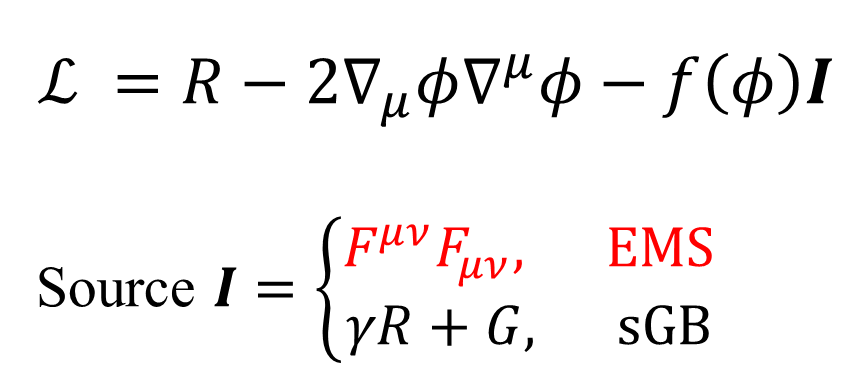 ℒ = R − 2∇_μϕ∇^μϕ − f(ϕ)I
Source I = {
F^{μν}F_{μν}, EMS
γR + G, sGB